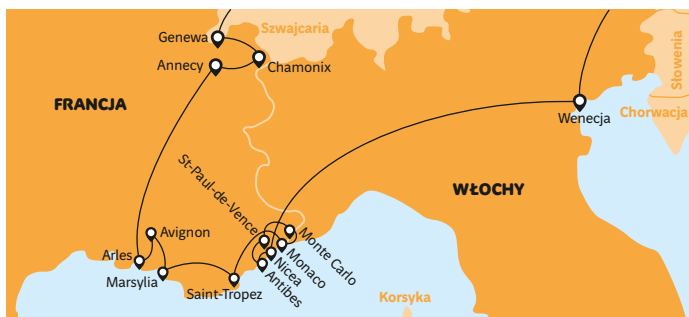 Szwajcaria
Genewa
Annecy
Chamonix
Słowenia
FRANCJA
Wenecja
Chorwacja
St-Paul-de-Vence
WŁOCHY
Avignon
Monte Carlo
Monaco
Nicea
Antibes
Arles
Marsylia
Saint-Tropez
Korsyka